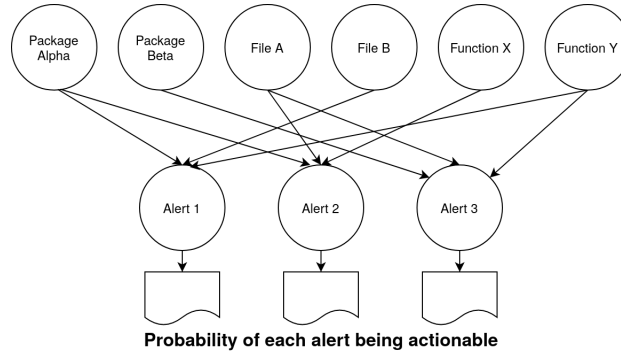 Package
Alpha
Package
Beta
File A
File B
Function X
Function Y
Alert 1
Alert 2
Alert 3
Probability of each alert being actionable